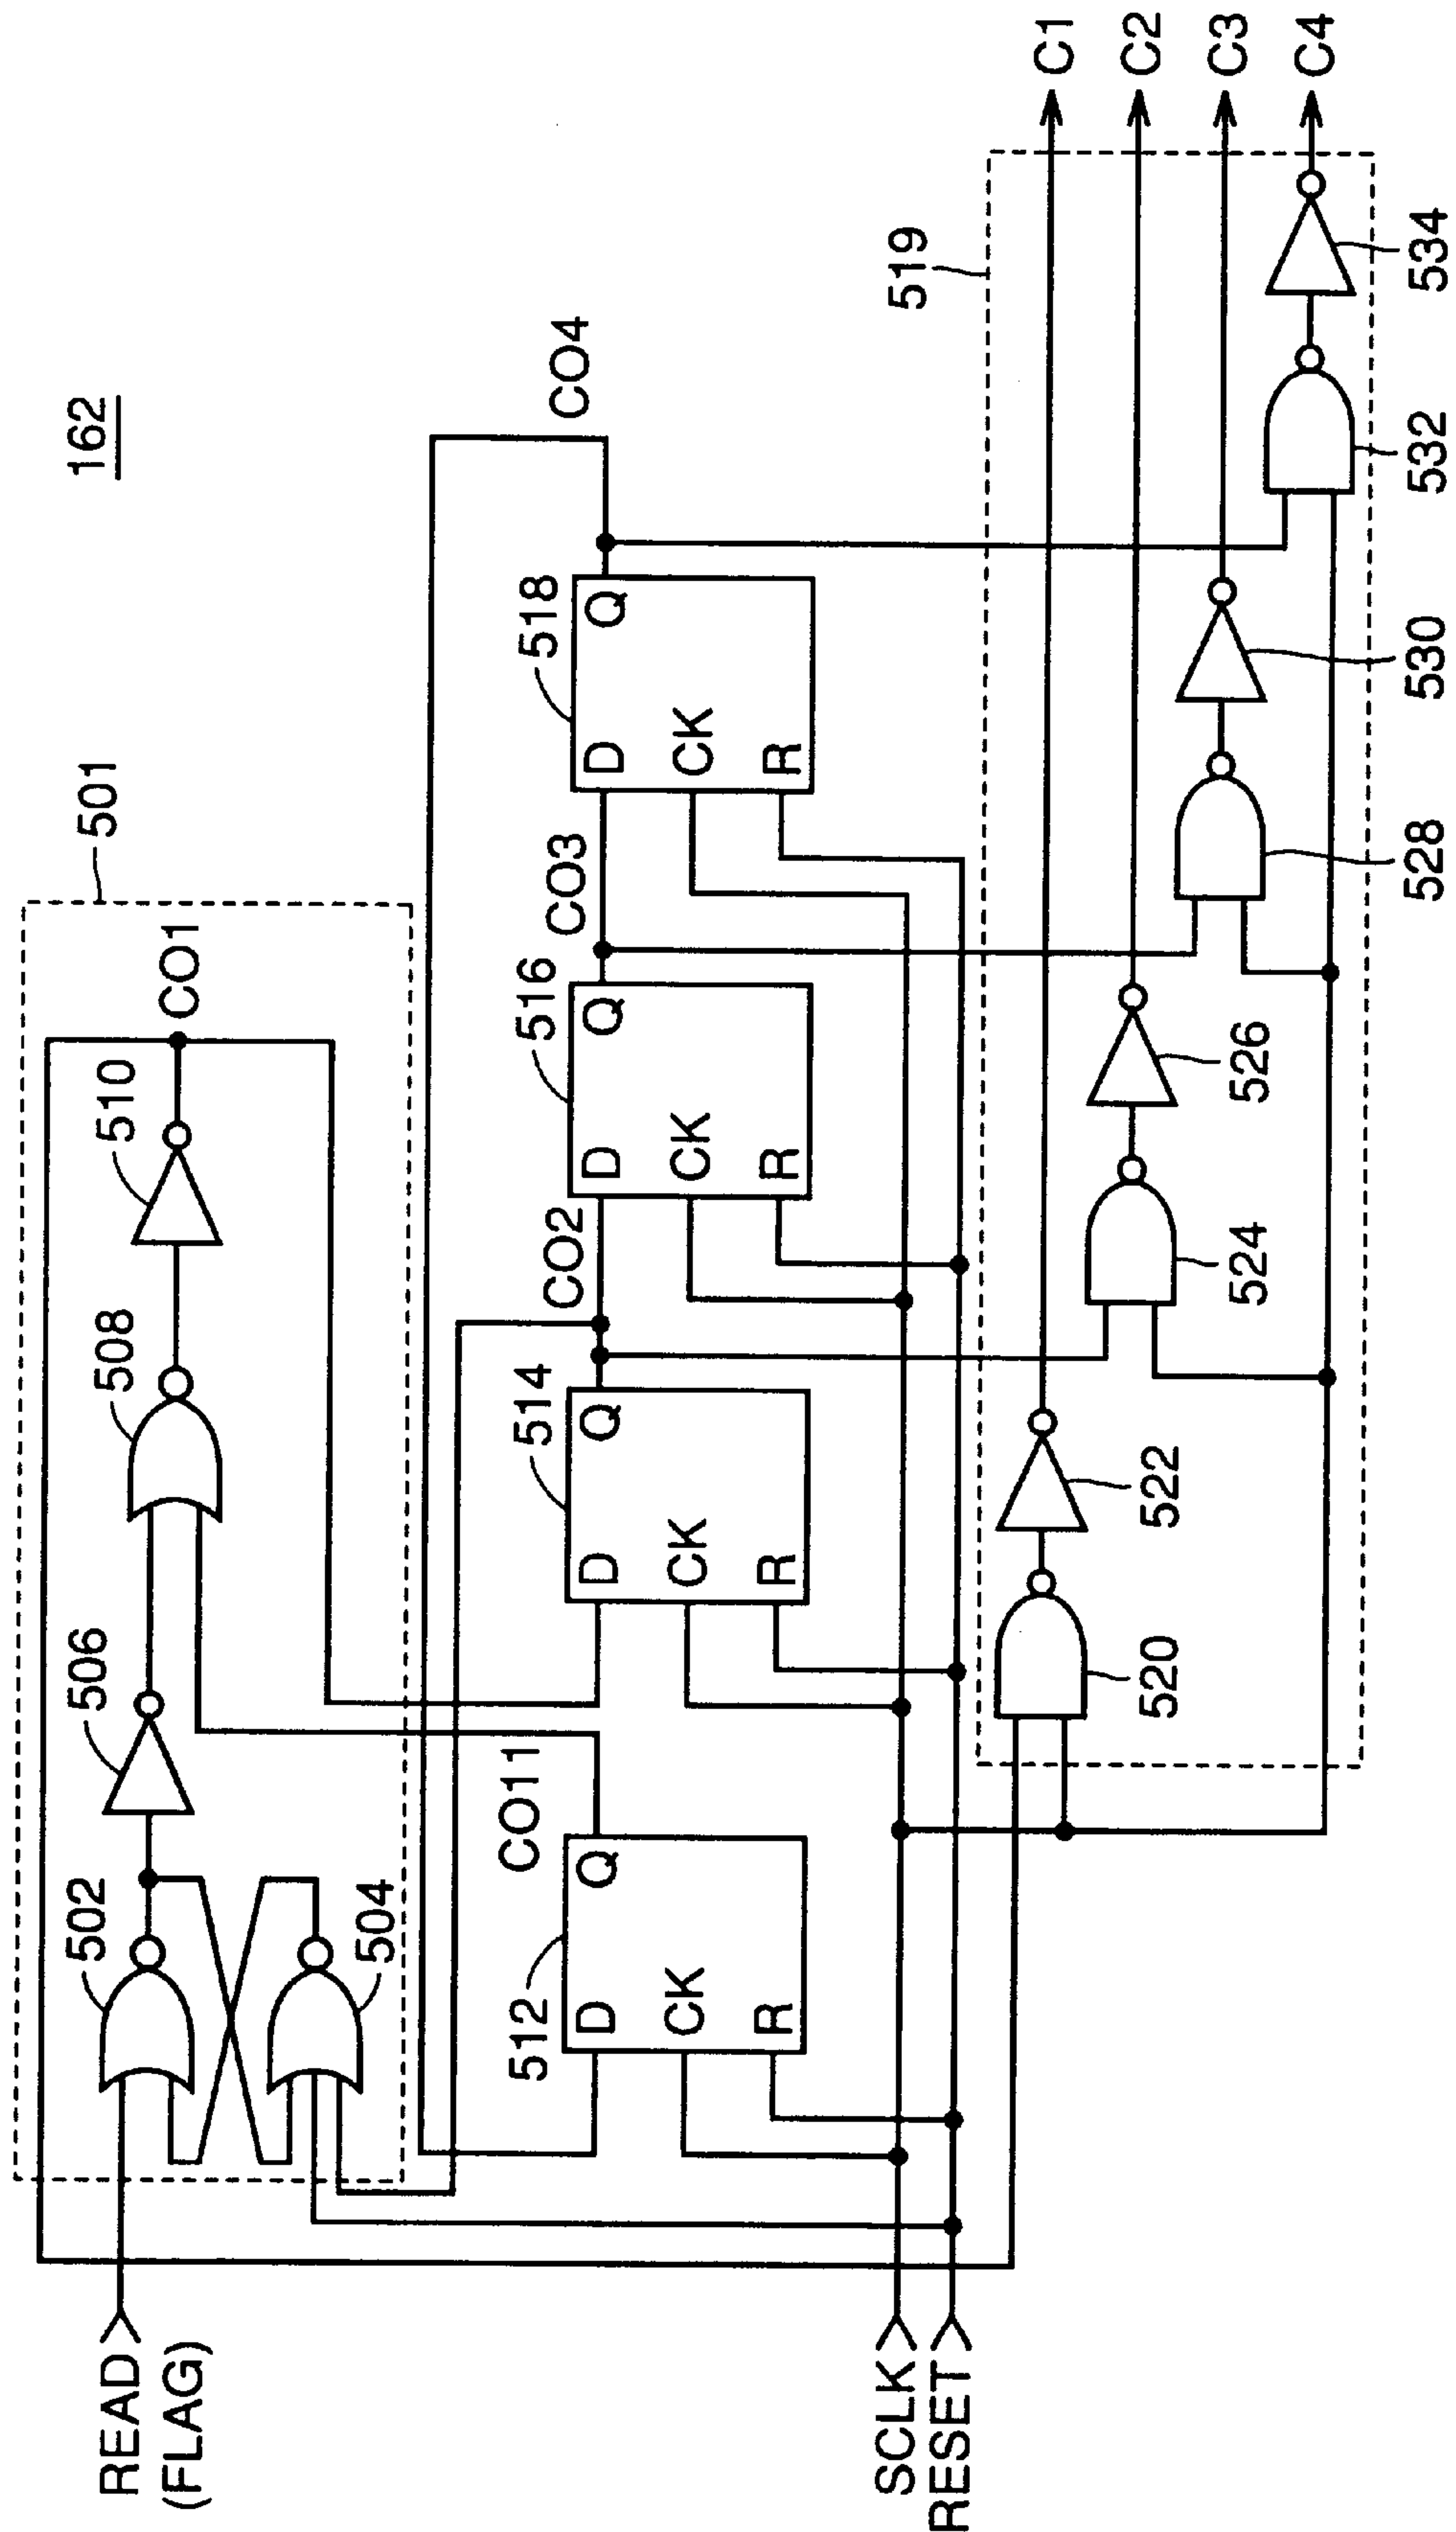 162
501
READ
(FLAG)
502
504
506
508
510
CO1
512
D
CK
R
Q
CO11
514
D
CK
R
Q
CO2
516
D
CK
R
Q
CO3
518
D
CK
R
Q
CO4
SCLK
RESET
519
520
522
524
526
528
530
532
534
C1
C2
C3
C4